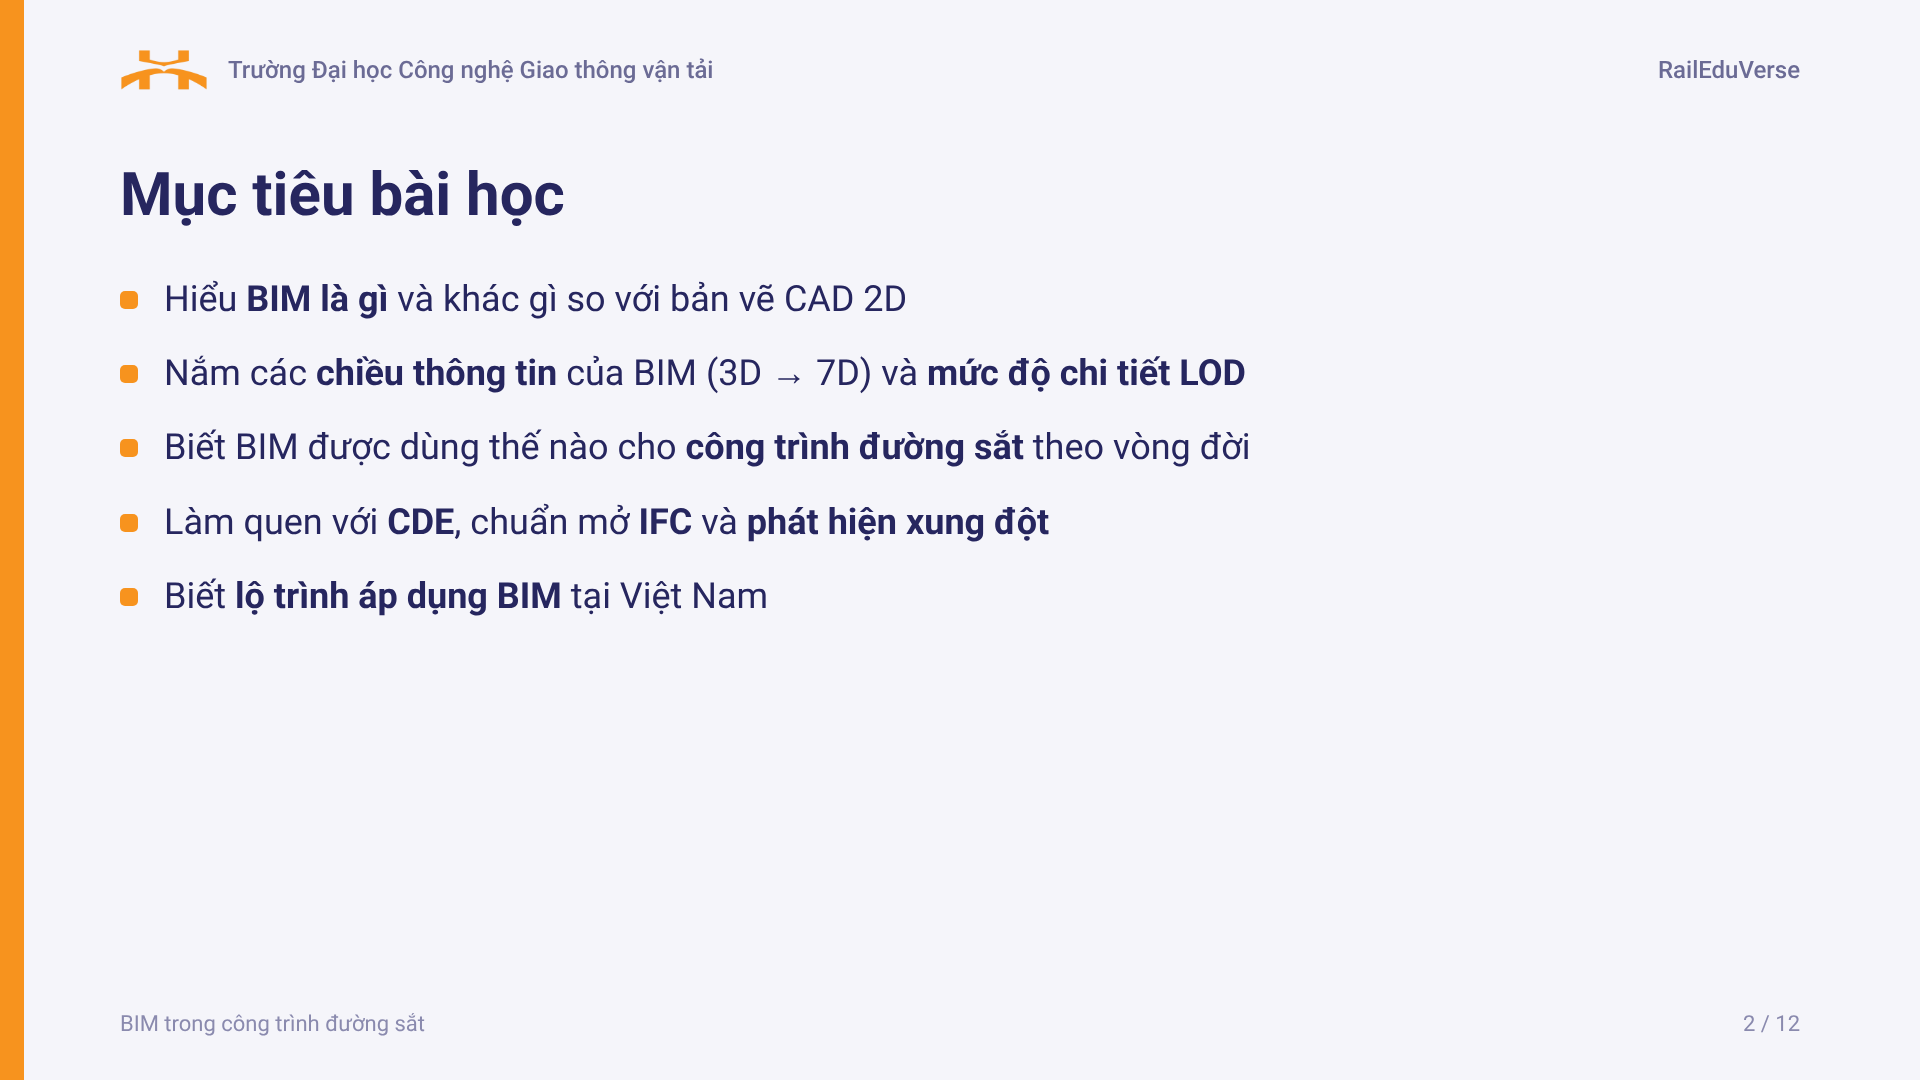 Trường Đại học Công nghệ Giao thông vận tải
RailEduVerse
Mục tiêu bài học
Hiểu BIM là gì và khác gì so với bản vẽ CAD 2D
Nắm các chiều thông tin của BIM (3D → 7D) và mức độ chi tiết LOD
Biết BIM được dùng thế nào cho công trình đường sắt theo vòng đời
Làm quen với CDE, chuẩn mở IFC và phát hiện xung đột
Biết lộ trình áp dụng BIM tại Việt Nam
BIM trong công trình đường sắt
2 / 12